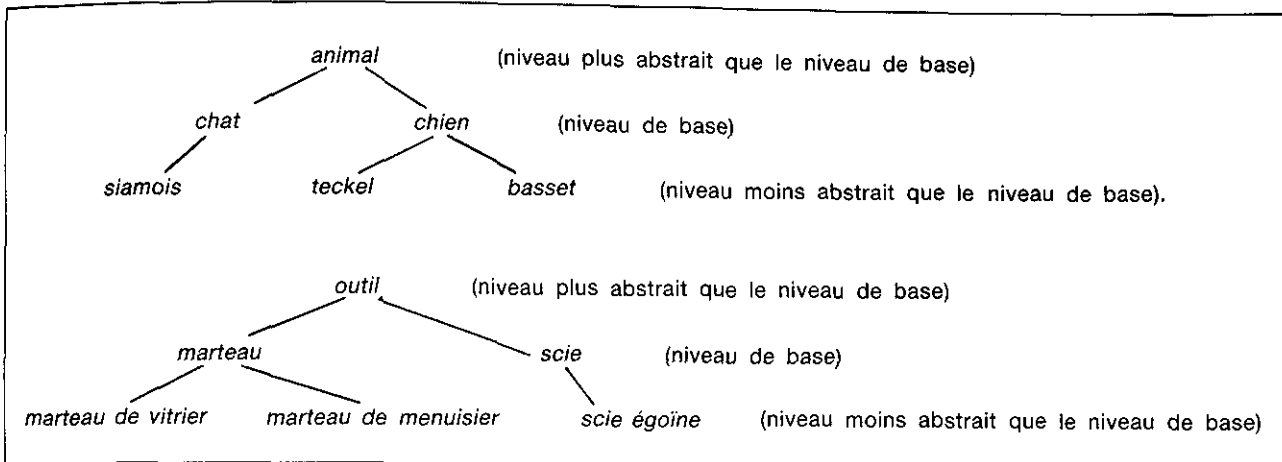 animal (niveau plus abstrait que le niveau de base)
chat chien (niveau de base)
siamois teckel basset (niveau moins abstrait que le niveau de base).
outil (niveau plus abstrait que le niveau de base)
marteau scie (niveau de base)
marteau de vitrier marteau de menuisier scie égoïne (niveau moins abstrait que le niveau de base)